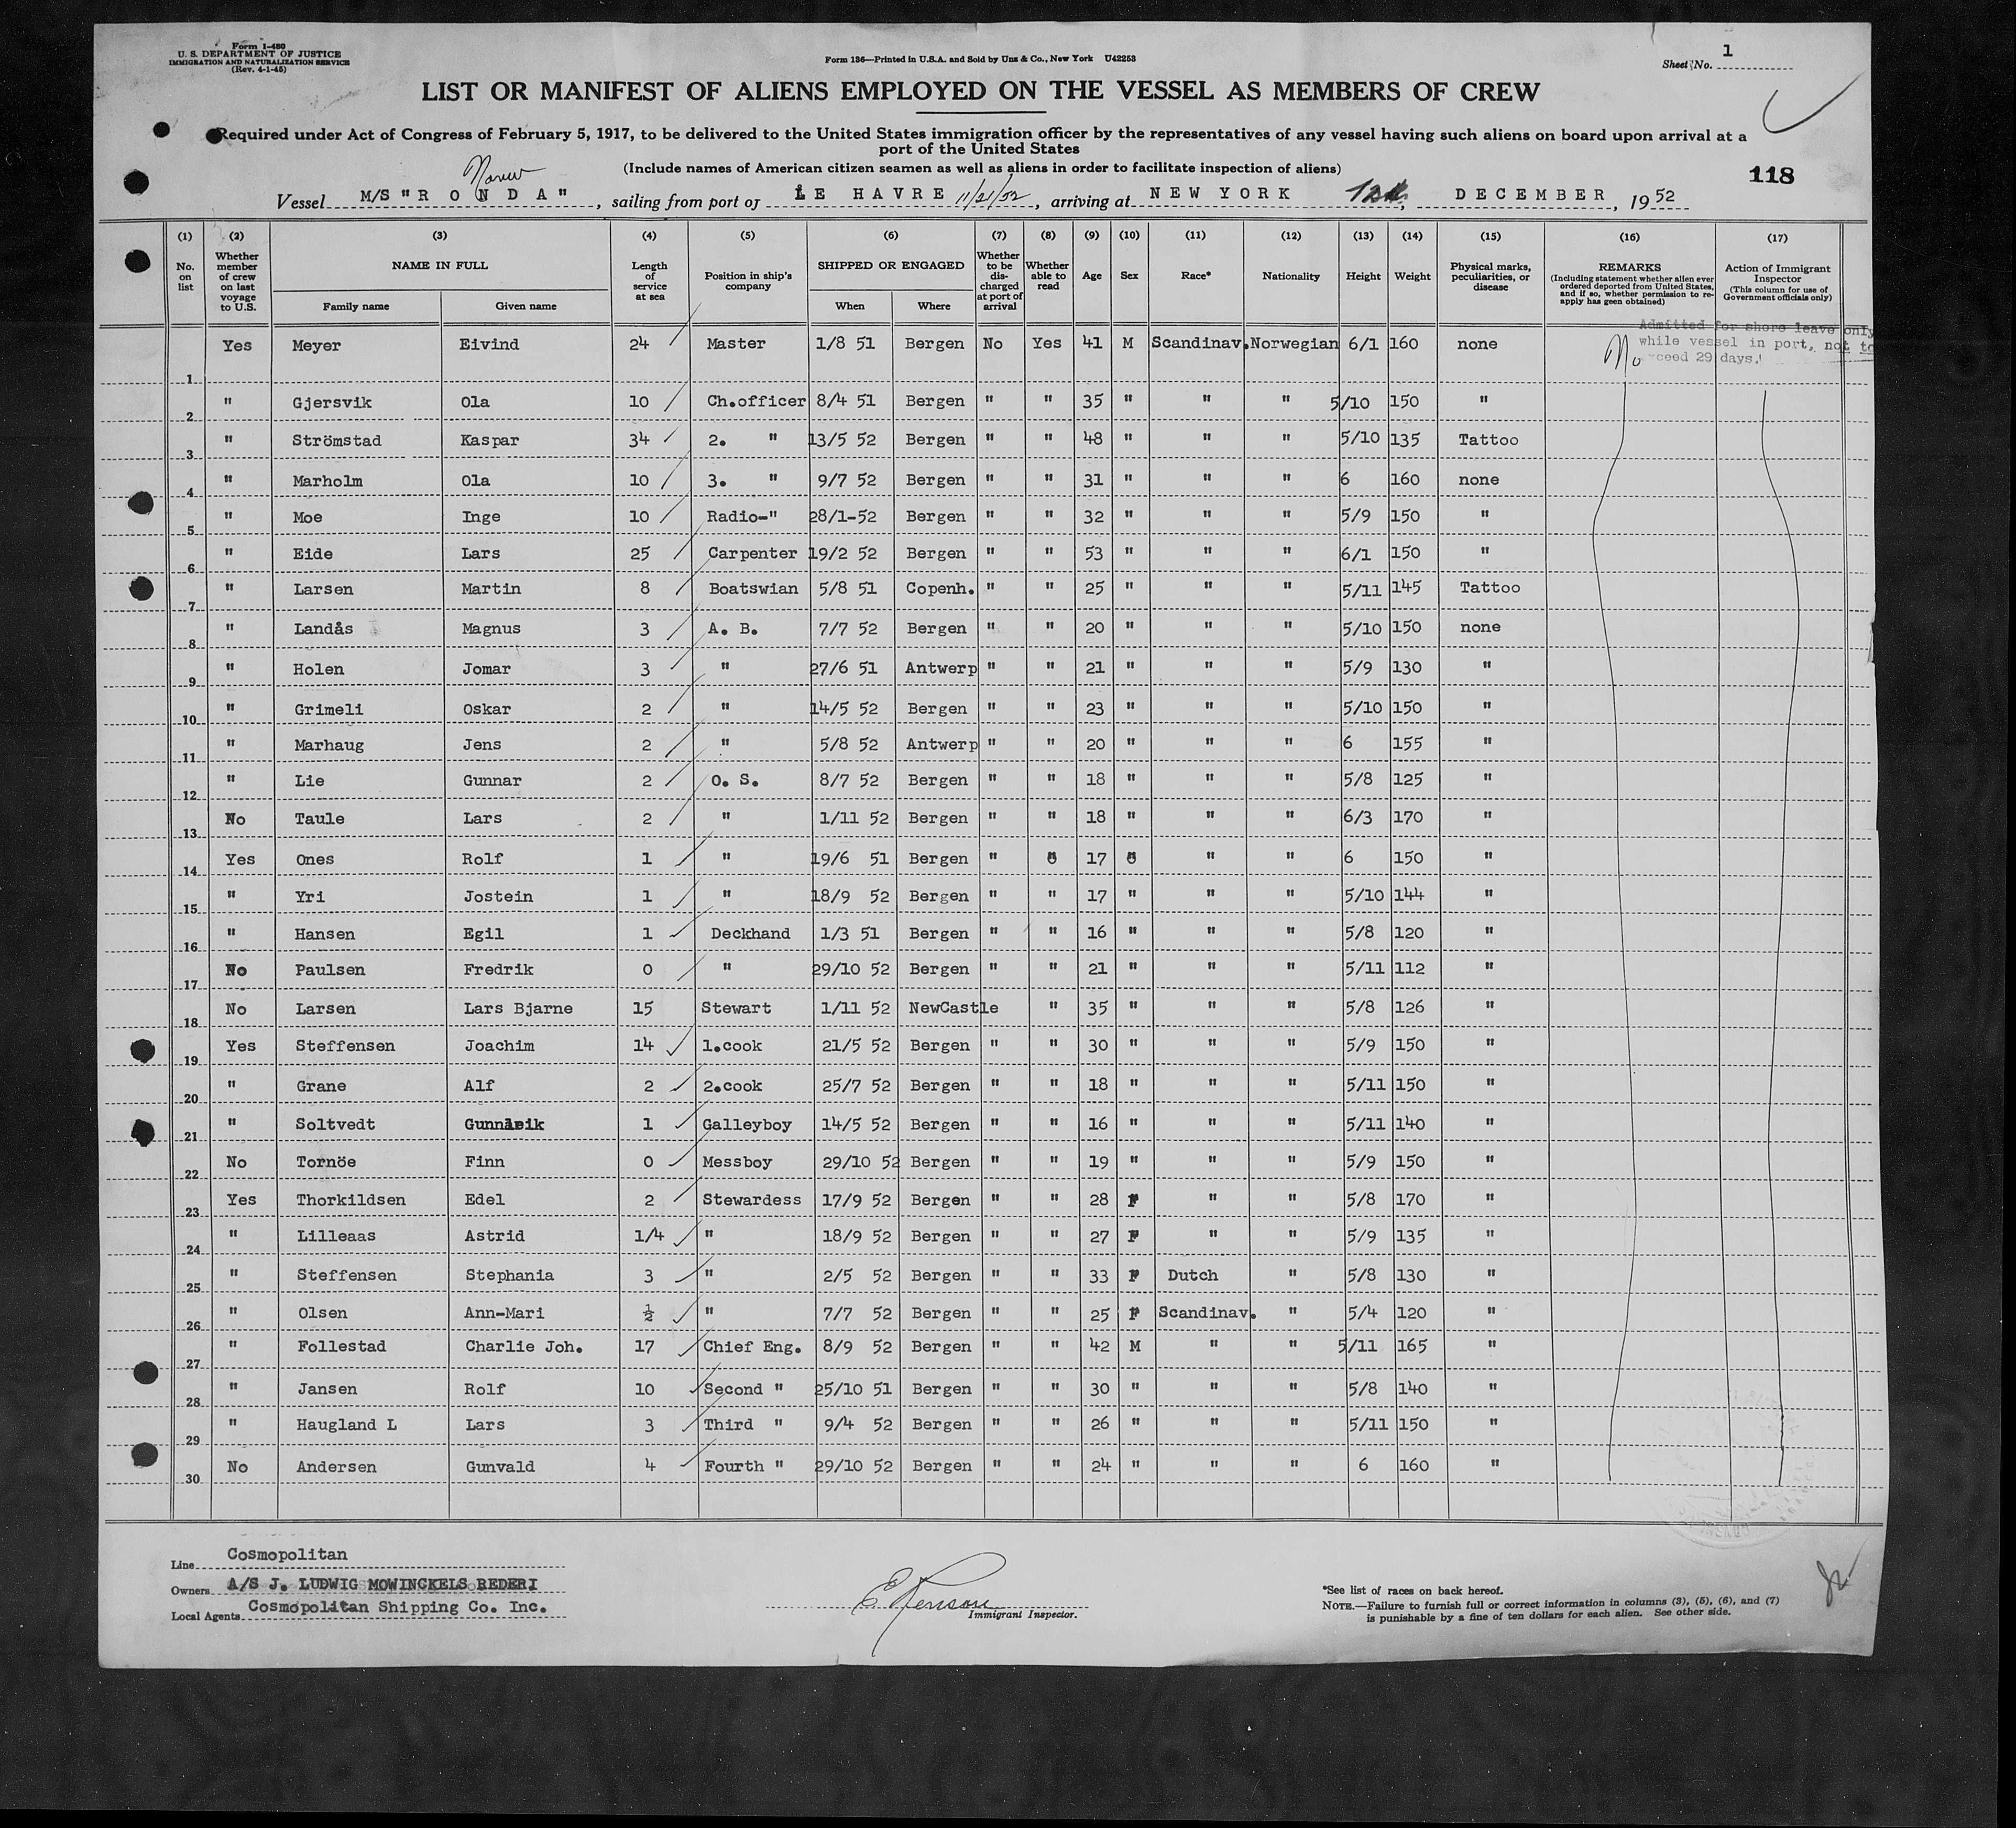 Form I-480
U. S. DEPARTMENT OF JUSTICE
IMMIGRATION AND NATURALIZATION SERVICE
(Rev. 4-1-45)
Form 136—Printed in U.S.A. and Sold by Unz & Co., New York U42253
Sheet No. 1
LIST OR MANIFEST OF ALIENS EMPLOYED ON THE VESSEL AS MEMBERS OF CREW
Required under Act of Congress of February 5, 1917, to be delivered to the United States immigration officer by the representatives of any vessel having such aliens on board upon arrival at a
port of the United States
(Include names of American citizen seamen as well as aliens in order to facilitate inspection of aliens)
118
Vessel M/S "R O N D A", sailing from port of LE HAVRE 11/21/52, arriving at NEW YORK, DECEMBER, 1952
(1) (2) (3) (4) (5) (6) (7) (8) (9) (10) (11) (12) (13) (14) (15) (16) (17)
No. on list Whether member of crew on last voyage to U.S. NAME IN FULL Family name Given name Length of service at sea Position in ship's company SHIPPED OR ENGAGED When Where Whether to be discharged at port of arrival Whether able to read Age Sex Race* Nationality Height Weight Physical marks, peculiarities, or disease REMARKS (Including statement whether alien ever ordered deported from United States, and if so, whether permission to re-apply has geen obtained) Action of Immigrant Inspector (This column for use of Government officials only)
Admitted for shore leave only
while vessel in port, not to
exceed 29 days.
1 Yes Meyer Eivind 24 Master 1/8 51 Bergen No Yes 41 M Scandinav. Norwegian 6/1 160 none
2 " Gjersvik Ola 10 Ch.officer 8/4 51 Bergen " " 35 " " " 5/10 150 "
3 " Strömstad Kaspar 34 2. " 13/5 52 Bergen " " 48 " " " 5/10 135 Tattoo
4 " Marholm Ola 10 3. " 9/7 52 Bergen " " 31 " " " 6 160 none
5 " Moe Inge 10 Radio-" 28/1-52 Bergen " " 32 " " " 5/9 150 "
6 " Eide Lars 25 Carpenter 19/2 52 Bergen " " 53 " " " 6/1 150 "
7 " Larsen Martin 8 Boatswian 5/8 51 Copenh. " " 25 " " " 5/11 145 Tattoo
8 " Landås Magnus 3 A. B. 7/7 52 Bergen " " 20 " " " 5/10 150 none
9 " Holen Jomar 3 " 27/6 51 Antwerp " " 21 " " " 5/9 130 "
10 " Grimeli Oskar 2 " 14/5 52 Bergen " " 23 " " " 5/10 150 "
11 " Marhaug Jens 2 " 5/8 52 Antwerp " " 20 " " " 6 155 "
12 " Lie Gunnar 2 O. S. 8/7 52 Bergen " " 18 " " " 5/8 125 "
13 No Taule Lars 2 " 1/11 52 Bergen " " 18 " " " 6/3 170 "
14 Yes Ones Rolf 1 " 19/6 51 Bergen " " 17 " " " 6 150 "
15 " Yri Jostein 1 " 18/9 52 Bergen " " 17 " " " 5/10 144 "
16 " Hansen Egil 1 Deckhand 1/3 51 Bergen " " 16 " " " 5/8 120 "
17 No Paulsen Fredrik 0 " 29/10 52 Bergen " " 21 " " " 5/11 112 "
18 No Larsen Lars Bjarne 15 Stewart 1/11 52 NewCastle " 35 " " " 5/8 126 "
19 Yes Steffensen Joachim 14 1.cook 21/5 52 Bergen " " 30 " " " 5/9 150 "
20 " Grane Alf 2 2.cook 25/7 52 Bergen " " 18 " " " 5/11 150 "
21 " Soltvedt 1 Galleyboy 14/5 52 Bergen " " 16 " " " 5/11 140 "
22 No Tornöe Finn 0 Messboy 29/10 52 Bergen " " 19 " " " 5/9 150 "
23 Yes Thorkildsen Edel 2 Stewardess 17/9 52 Bergen " " 28 F " " 5/8 170 "
24 " Lilleaas Astrid 1/4 " 18/9 52 Bergen " " 27 F " " 5/9 135 "
25 " Steffensen Stephania 3 " 2/5 52 Bergen " " 33 F Dutch " 5/8 130 "
26 " Olsen Ann-Mari ½ " 7/7 52 Bergen " " 25 F Scandinav. " 5/4 120 "
27 " Follestad Charlie Joh. 17 Chief Eng. 8/9 52 Bergen " " 42 M " " 5/11 165 "
28 " Jansen Rolf 10 Second " 25/10 51 Bergen " " 30 " " " 5/8 140 "
29 " Haugland L Lars 3 Third " 9/4 52 Bergen " " 26 " " " 5/11 150 "
30 No Andersen Gunvald 4 Fourth " 29/10 52 Bergen " " 24 " " " 6 160 "
Line Cosmopolitan
Owners A/S J. LUDWIG MOWINCKELS REDERI
Local Agents Cosmopolitan Shipping Co. Inc.
Immigrant Inspector.
*See list of races on back hereof.
NOTE.—Failure to furnish full or correct information in columns (3), (5), (6), and (7)
is punishable by a fine of ten dollars for each alien. See other side.